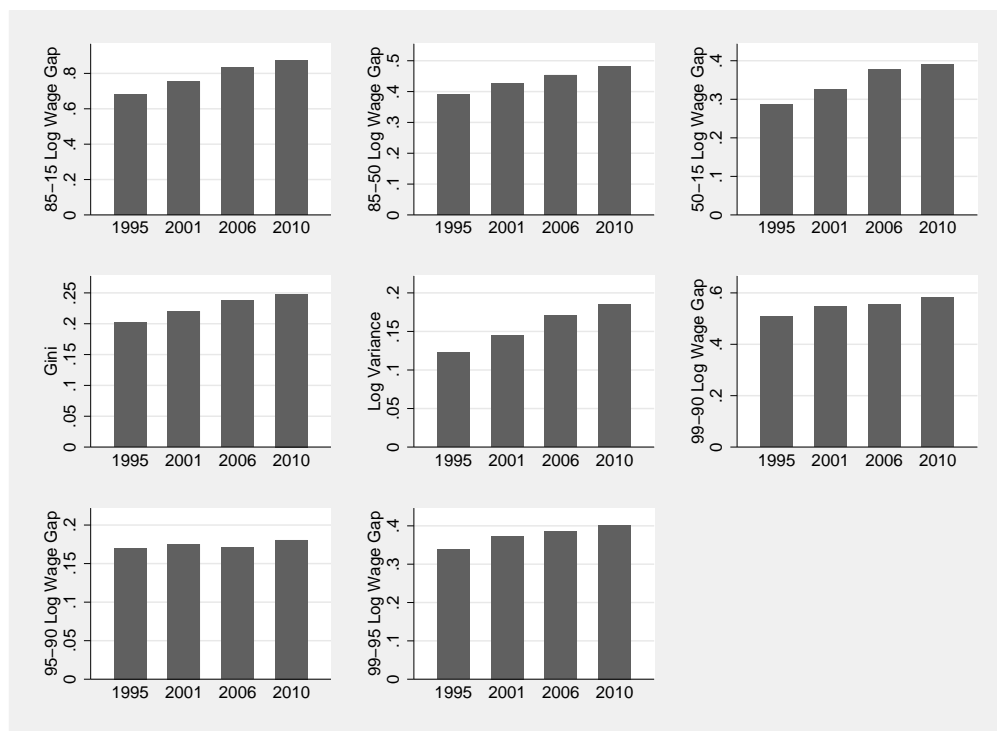 85−15 Log Wage Gap
0 .2 .4 .6 .8
1995 2001 2006 2010
85−50 Log Wage Gap
0 .1 .2 .3 .4 .5
1995 2001 2006 2010
50−15 Log Wage Gap
0 .1 .2 .3 .4
1995 2001 2006 2010
Gini
0 .05 .1 .15 .2 .25
1995 2001 2006 2010
Log Variance
0 .05 .1 .15 .2
1995 2001 2006 2010
99−90 Log Wage Gap
0 .2 .4 .6
1995 2001 2006 2010
95−90 Log Wage Gap
0 .05 .1 .15 .2
1995 2001 2006 2010
99−95 Log Wage Gap
0 .1 .2 .3 .4
1995 2001 2006 2010